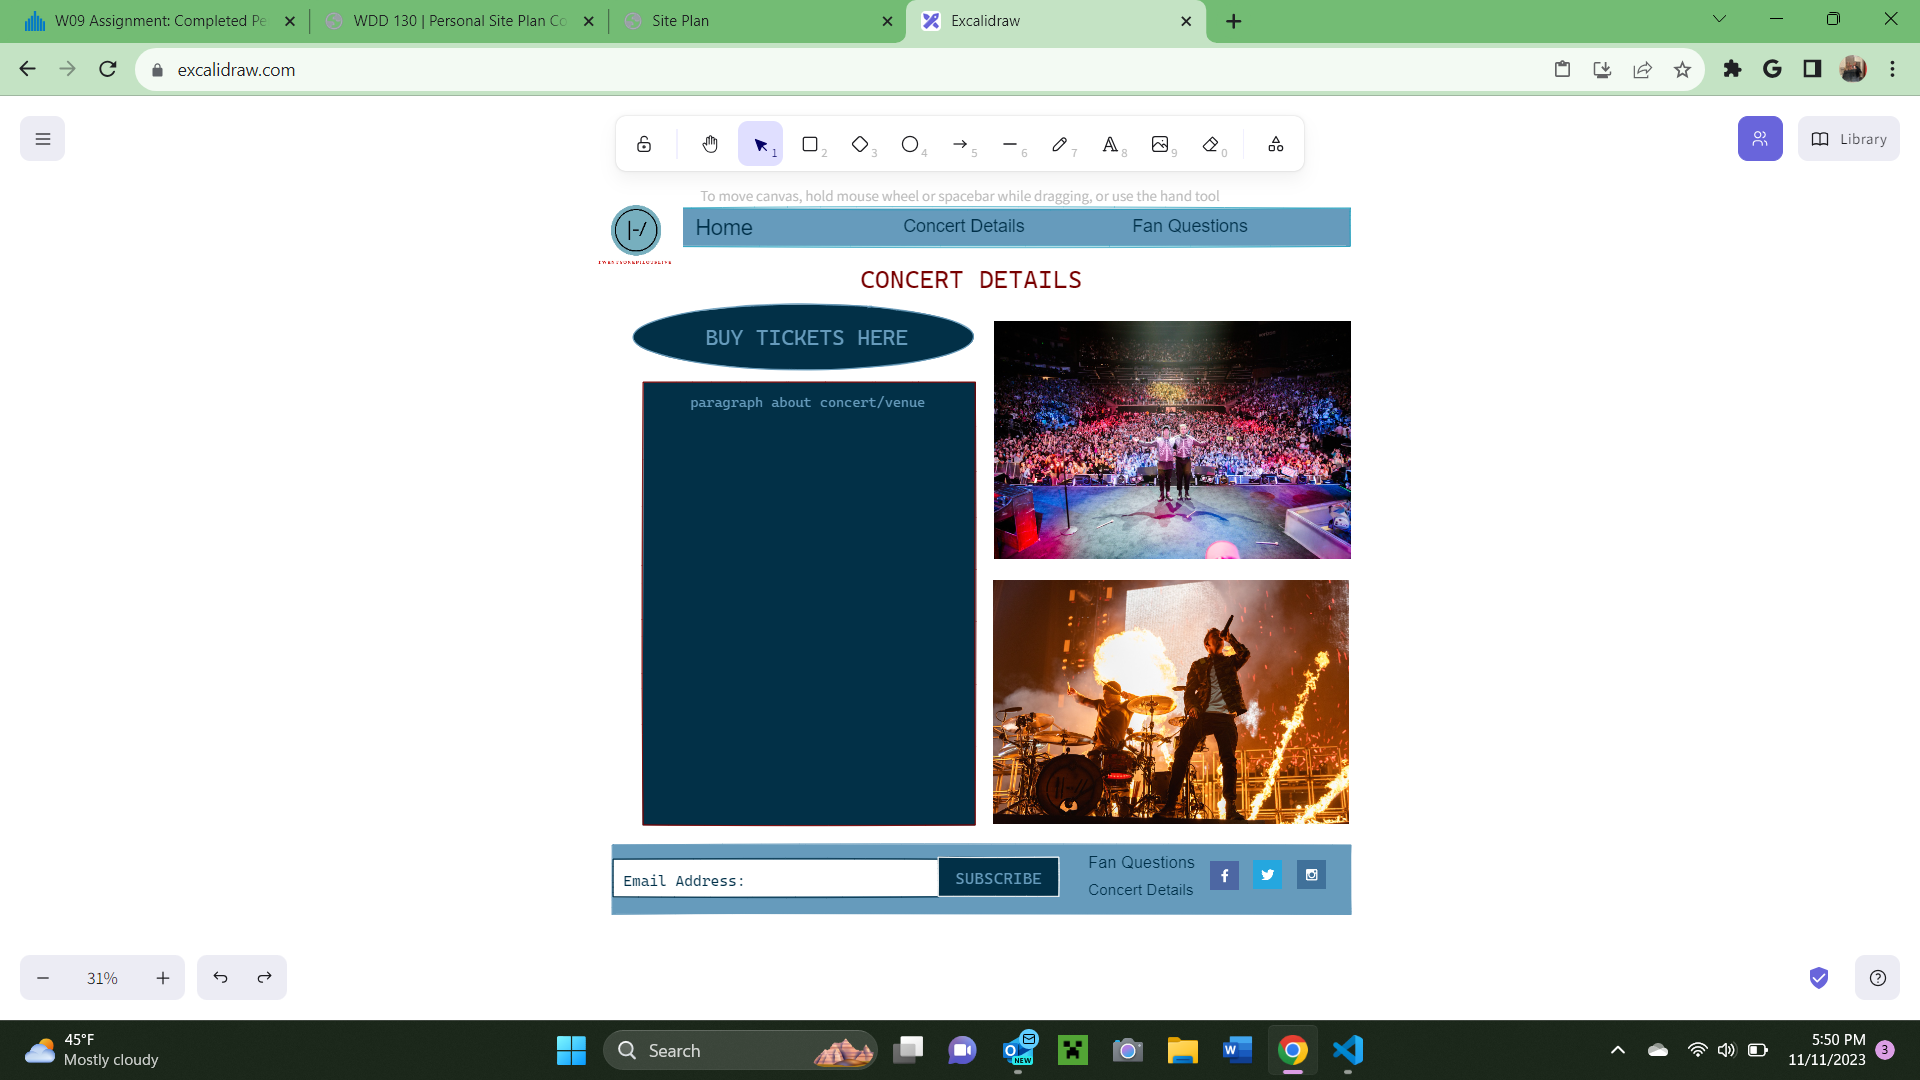 W09 Assignment: Completed Pe
WDD 130 | Personal Site Plan Co
Site Plan
Excalidraw
excalidraw.com
1 2 3 4 5 6 7 8 9 0
Library
To move canvas, hold mouse wheel or spacebar while dragging, or use the hand tool
|-/
Home Concert Details Fan Questions
CONCERT DETAILS
BUY TICKETS HERE
paragraph about concert/venue
Email Address:
SUBSCRIBE
Fan Questions
Concert Details
31%
45°F
Mostly cloudy
Search
NEW
5:50 PM
11/11/2023
3